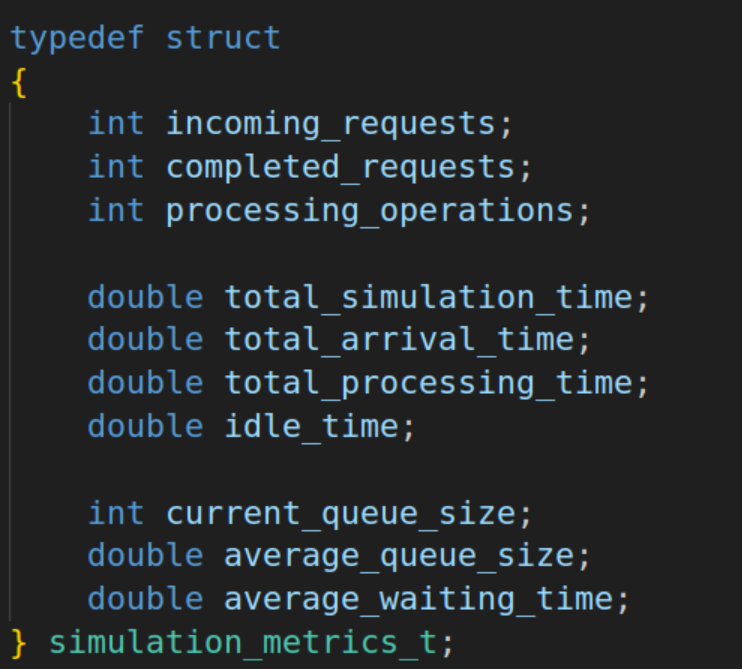 typedef struct
{
    int incoming_requests;
    int completed_requests;
    int processing_operations;

    double total_simulation_time;
    double total_arrival_time;
    double total_processing_time;
    double idle_time;

    int current_queue_size;
    double average_queue_size;
    double average_waiting_time;
} simulation_metrics_t;